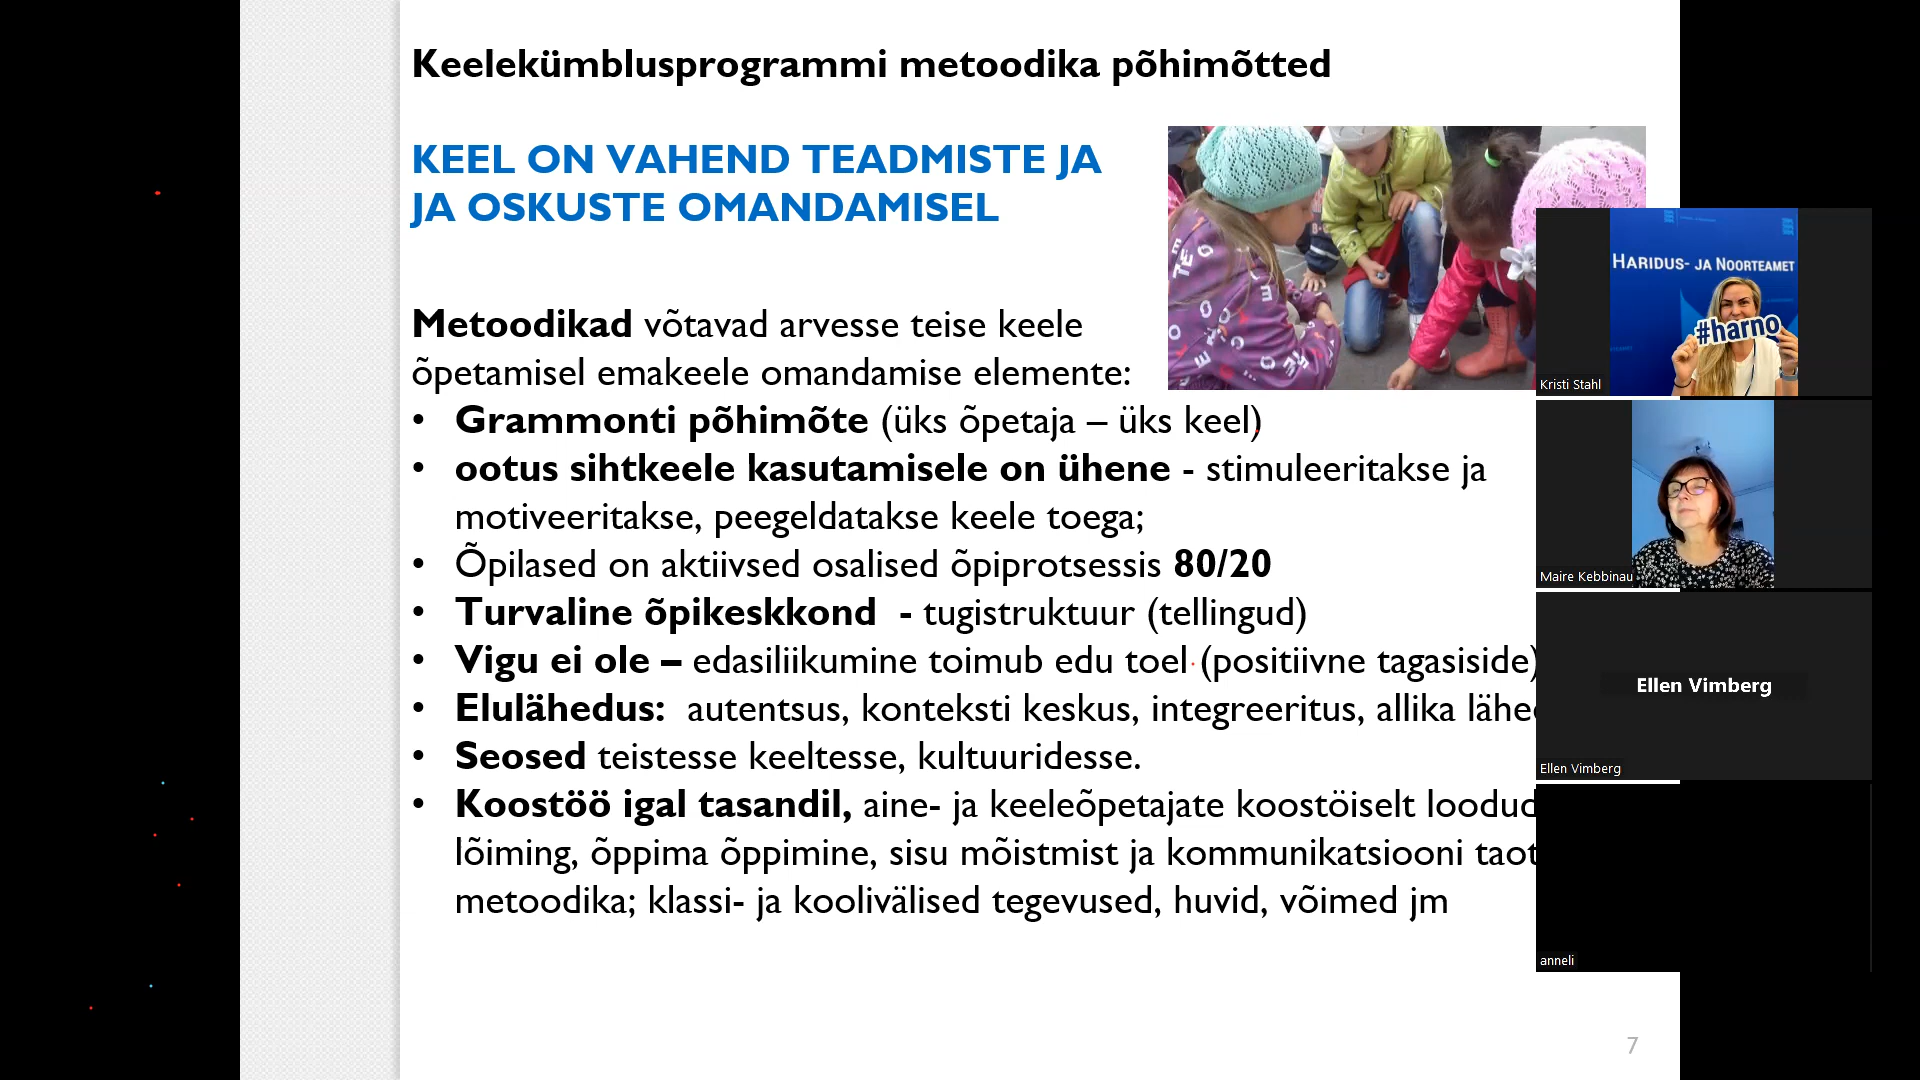 Keelekümblusprogrammi metoodika põhimõtted
KEEL ON VAHEND TEADMISTE JA
JA OSKUSTE OMANDAMISEL
Metoodikad võtavad arvesse teise keele
õpetamisel emakeele omandamise elemente:
• Grammonti põhimõte (üks õpetaja – üks keel)
• ootus sihtkeele kasutamisele on ühene - stimuleeritakse ja
motiveeritakse, peegeldatakse keele toega;
• Õpilased on aktiivsed osalised õpiprotsessis 80/20
• Turvaline õpikeskkond - tugistruktuur (tellingud)
• Vigu ei ole – edasiliikumine toimub edu toel (positiivne tagasiside)
• Elulähedus: autentsus, konteksti keskus, integreeritus, allika
• Seosed teistesse keeltesse, kultuuridesse.
• Koostöö igal tasandil, aine- ja keeleõpetajate koostöiselt loodud
lõiming, õppima õppimine, sisu mõistmist ja kommunikatsiooni
metoodika; klassi- ja koolivälised tegevused, huvid, võimed jm
7
HARIDUS- JA NOORTEAMET
#harno
Kristi Stahl
Maire Kebbinau
Ellen Vimberg
Ellen Vimberg
anneli